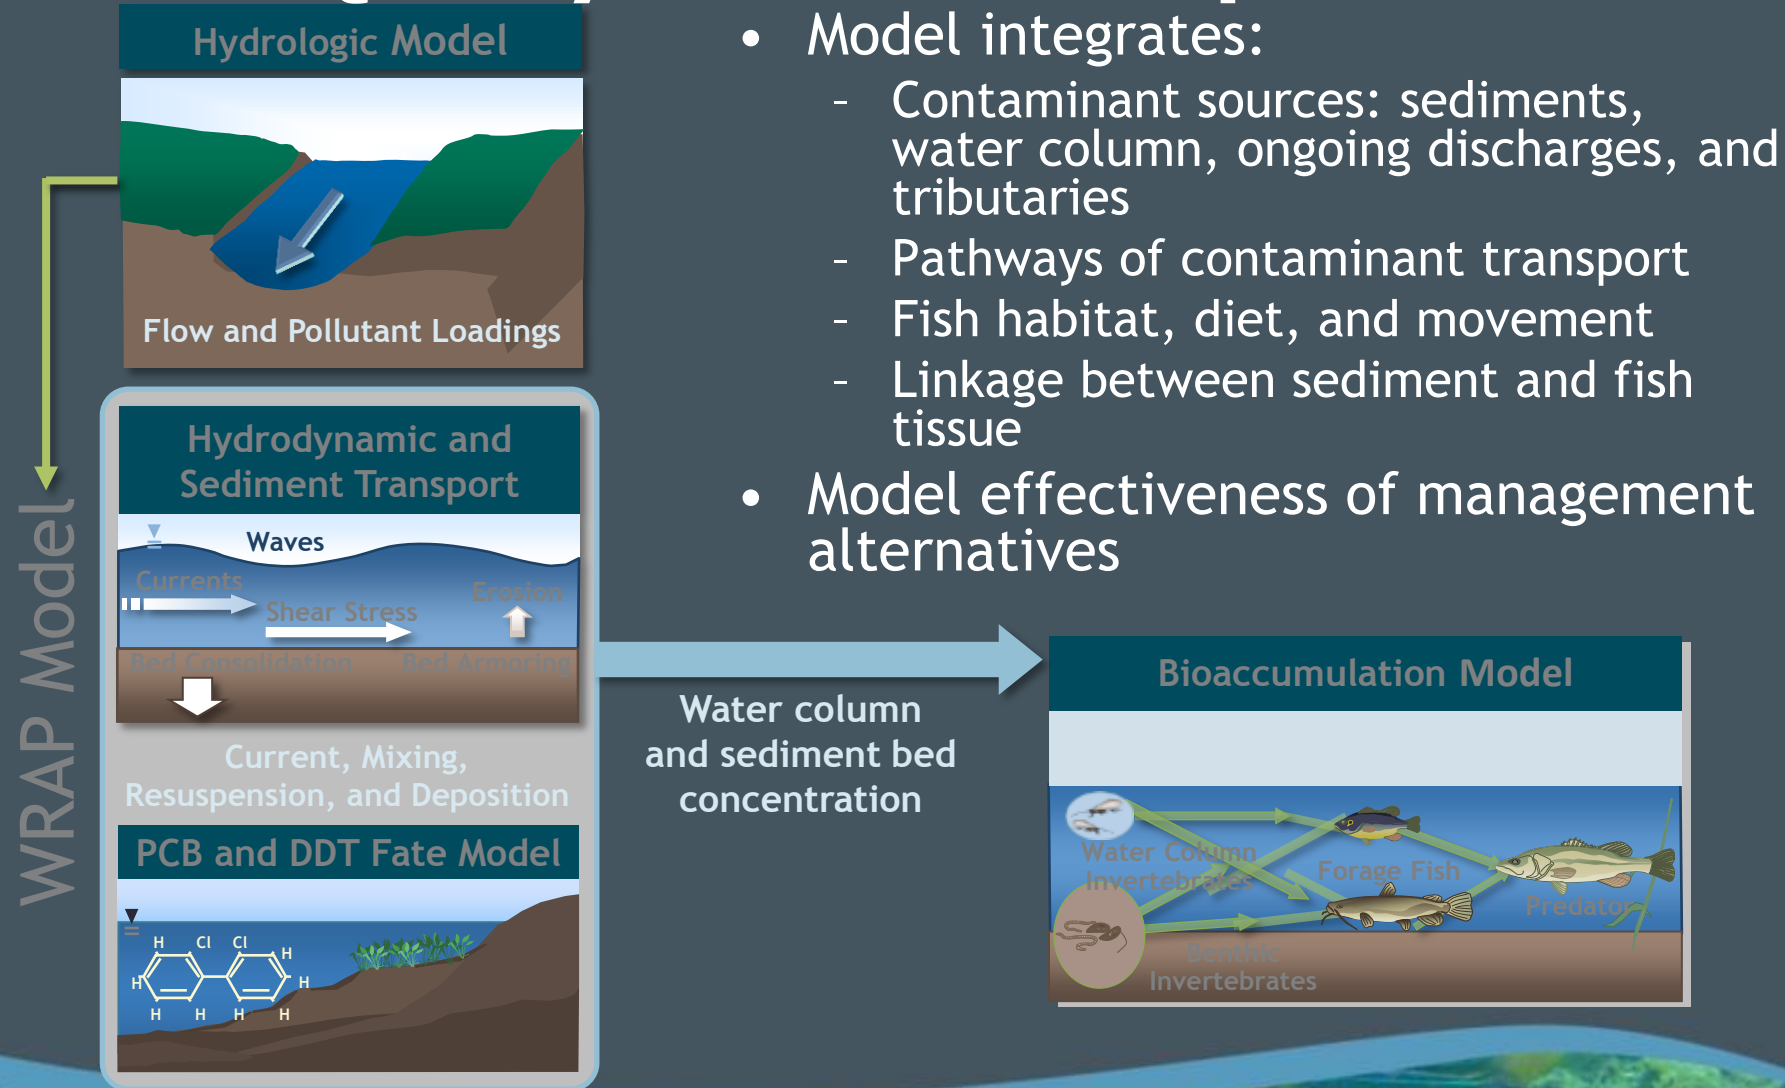 Hydrologic Model
Flow and Pollutant Loadings
WRAP Model
Hydrodynamic and
Sediment Transport
Waves
Currents
Shear Stress
Erosion
Bed Consolidation
Bed Armoring
Current, Mixing,
Resuspension, and Deposition
PCB and DDT Fate Model
H Cl Cl H
H H
H H H H
• Model integrates:
– Contaminant sources: sediments,
water column, ongoing discharges, and
tributaries
– Pathways of contaminant transport
– Fish habitat, diet, and movement
– Linkage between sediment and fish
tissue
• Model effectiveness of management
alternatives
Water column
and sediment bed
concentration
Bioaccumulation Model
Water Column
Invertebrates
Forage Fish
Predator
Benthic
Invertebrates